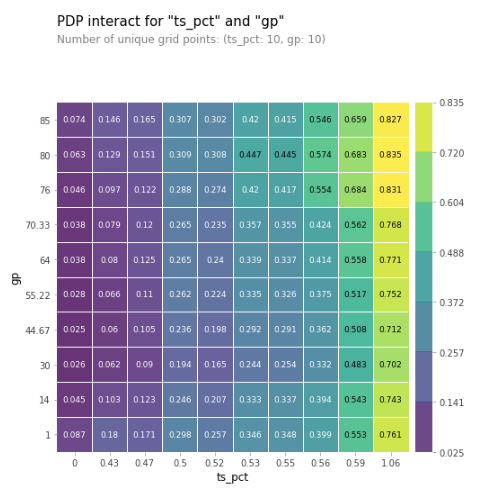 PDP interact for "ts_pct" and "gp"
Number of unique grid points: (ts_pct: 10, gp: 10)
85 0.074 0.146 0.165 0.307 0.302 0.42 0.415 0.546 0.659 0.827
80 0.063 0.129 0.151 0.309 0.308 0.447 0.445 0.574 0.683 0.835
76 0.046 0.097 0.122 0.288 0.274 0.42 0.417 0.554 0.684 0.831
70.33 0.038 0.079 0.12 0.265 0.235 0.357 0.355 0.424 0.562 0.768
64 0.038 0.08 0.125 0.265 0.24 0.339 0.337 0.414 0.558 0.771
55.22 0.028 0.066 0.11 0.262 0.224 0.335 0.326 0.375 0.517 0.752
44.67 0.025 0.06 0.105 0.236 0.198 0.292 0.291 0.362 0.508 0.712
30 0.026 0.062 0.09 0.194 0.165 0.244 0.254 0.332 0.483 0.702
14 0.045 0.103 0.123 0.246 0.207 0.333 0.337 0.394 0.543 0.743
1 0.087 0.18 0.171 0.298 0.257 0.346 0.348 0.399 0.553 0.761
0 0.43 0.47 0.5 0.52 0.53 0.55 0.56 0.59 1.06
ts_pct
gp
0.835
0.720
0.604
0.488
0.372
0.257
0.141
0.025